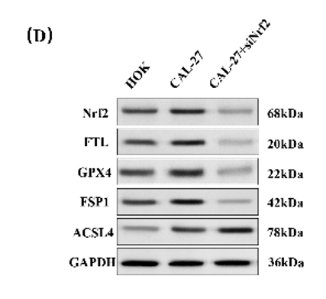 (D)
HOK CAL-27 CAL-27+siNrf2
Nrf2 68kDa
FTL 20kDa
GPX4 22kDa
FSP1 42kDa
ACSL4 78kDa
GAPDH 36kDa